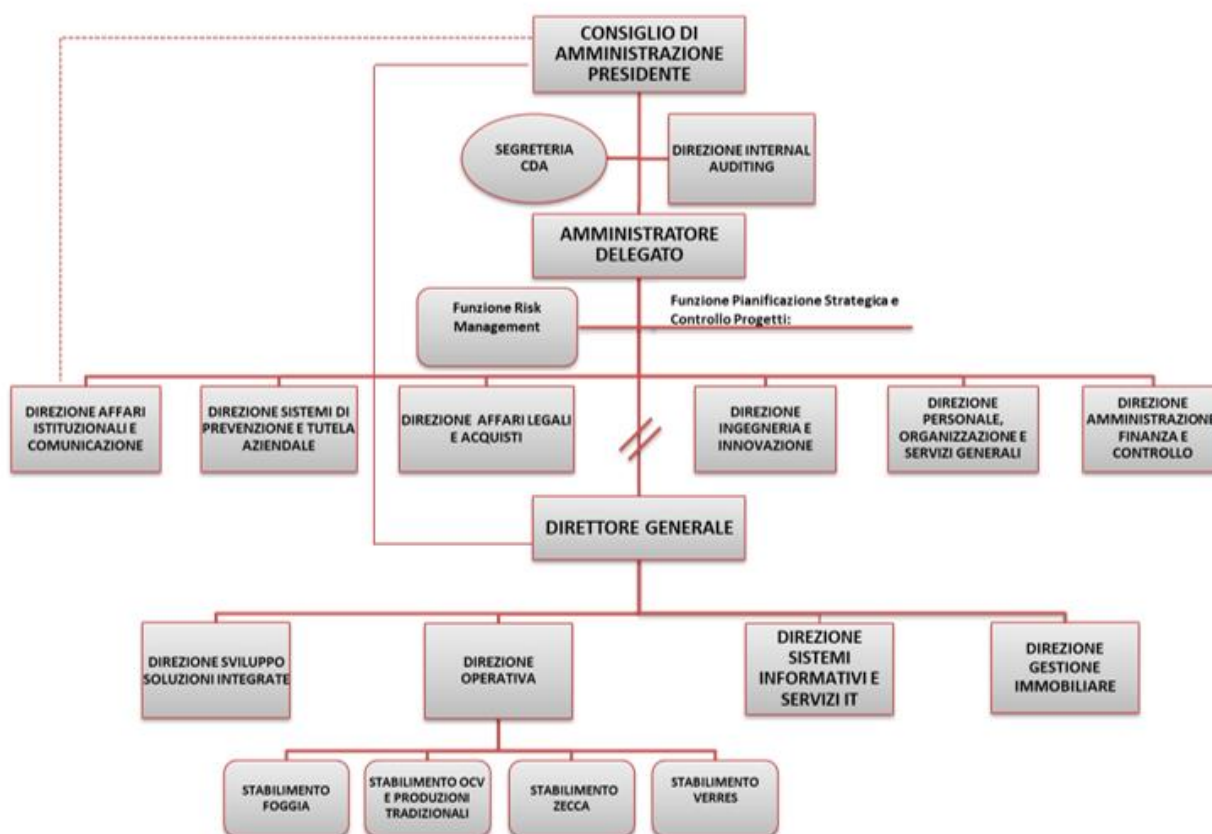 CONSIGLIO DI
AMMINISTRAZIONE
PRESIDENTE
SEGRETERIA
CDA
DIREZIONE INTERNAL
AUDITING
AMMINISTRATORE
DELEGATO
Funzione Risk
Management
Funzione Pianificazione Strategica e
Controllo Progetti:
DIREZIONE AFFARI
ISTITUZIONALI E
COMUNICAZIONE
DIREZIONE SISTEMI DI
PREVENZIONE E TUTELA
AZIENDALE
DIREZIONE AFFARI LEGALI
E ACQUISTI
DIREZIONE
INGEGNERIA E
INNOVAZIONE
DIREZIONE
PERSONALE,
ORGANIZZAZIONE E
SERVIZI GENERALI
DIREZIONE
AMMINISTRAZIONE
FINANZA E
CONTROLLO
DIRETTORE GENERALE
DIREZIONE SVILUPPO
SOLUZIONI INTEGRATE
DIREZIONE
OPERATIVA
DIREZIONE
SISTEMI
INFORMATIVI E
SERVIZI IT
DIREZIONE
GESTIONE
IMMOBILIARE
STABILIMENTO
FOGGIA
STABILIMENTO OCV
E PRODUZIONI
TRADIZIONALI
STABILIMENTO
ZECCA
STABILIMENTO
VERRES